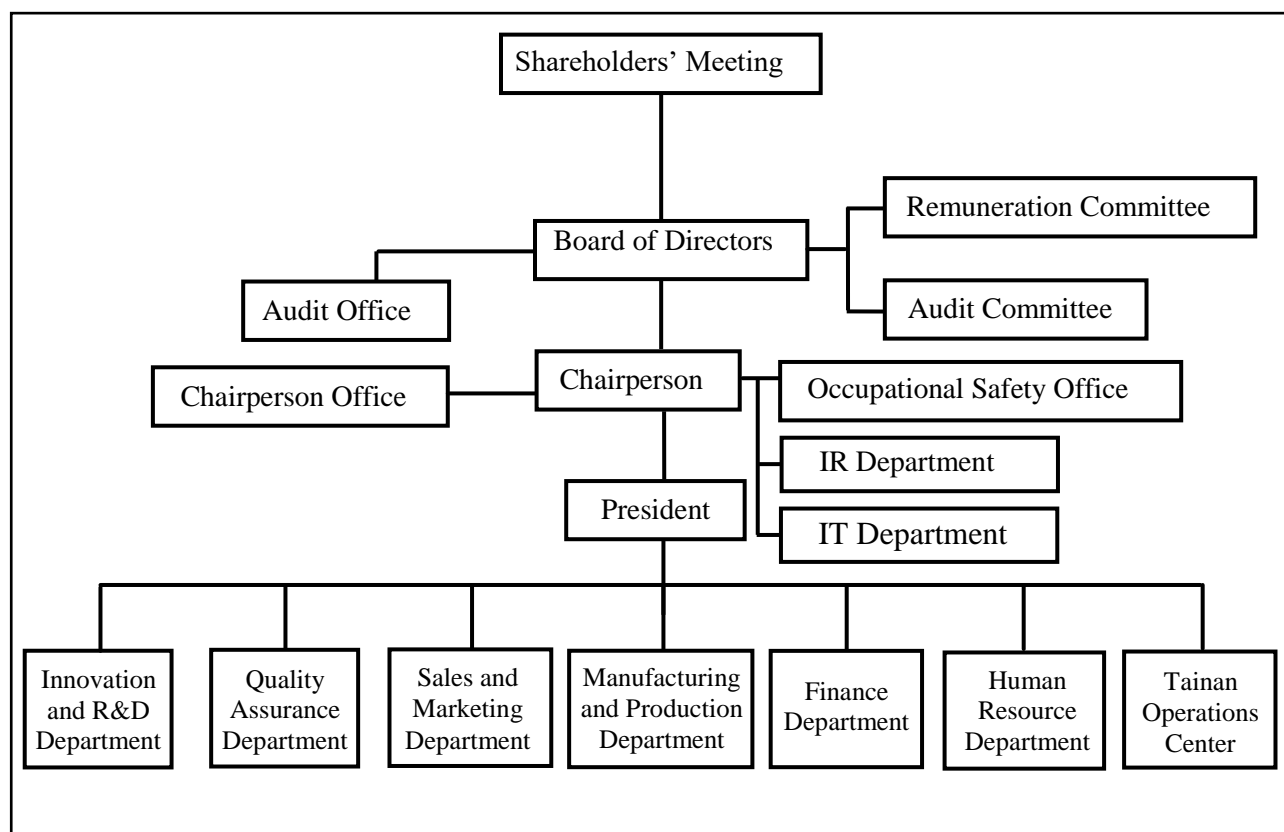 Shareholders’ Meeting
Remuneration Committee
Board of Directors
Audit Office
Audit Committee
Chairperson
Occupational Safety Office
Chairperson Office
IR Department
President
IT Department
Innovation
and R&D
Department
Quality
Assurance
Department
Sales and
Marketing
Department
Manufacturing
and Production
Department
Finance
Department
Human
Resource
Department
Tainan
Operations
Center